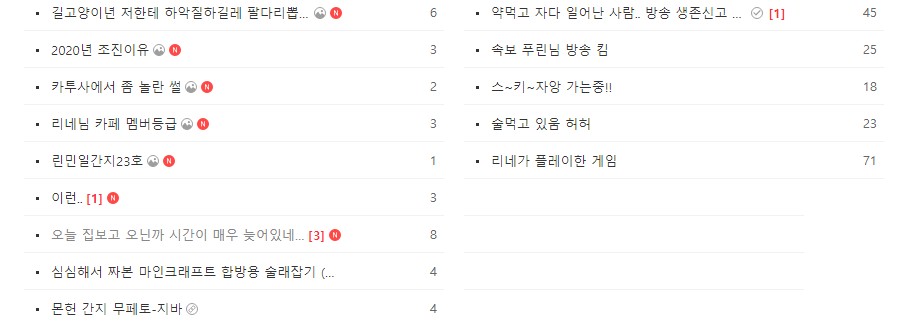 길고양이년 저한테 하악질하길레 팔다리뽑... N 6
2020년 조진이유 N 3
카투사에서 좀 놀란 썰 N 2
리네님 카페 멤버등급 N 3
린민일간지23호 N 1
이런.. [1] N 3
오늘 집보고 오닌까 시간이 매우 늦어있네... [3] N 8
심심해서 짜본 마인크래프트 합방용 술래잡기 (... 4
몬헌 간지 무페토-지바 4
약먹고 자다 일어난 사람.. 방송 생존신고 ... [1] 45
속보 푸린님 방송 킴 25
스~키~자앙 가는중!! 18
술먹고 있움 허허 23
리네가 플레이한 게임 71